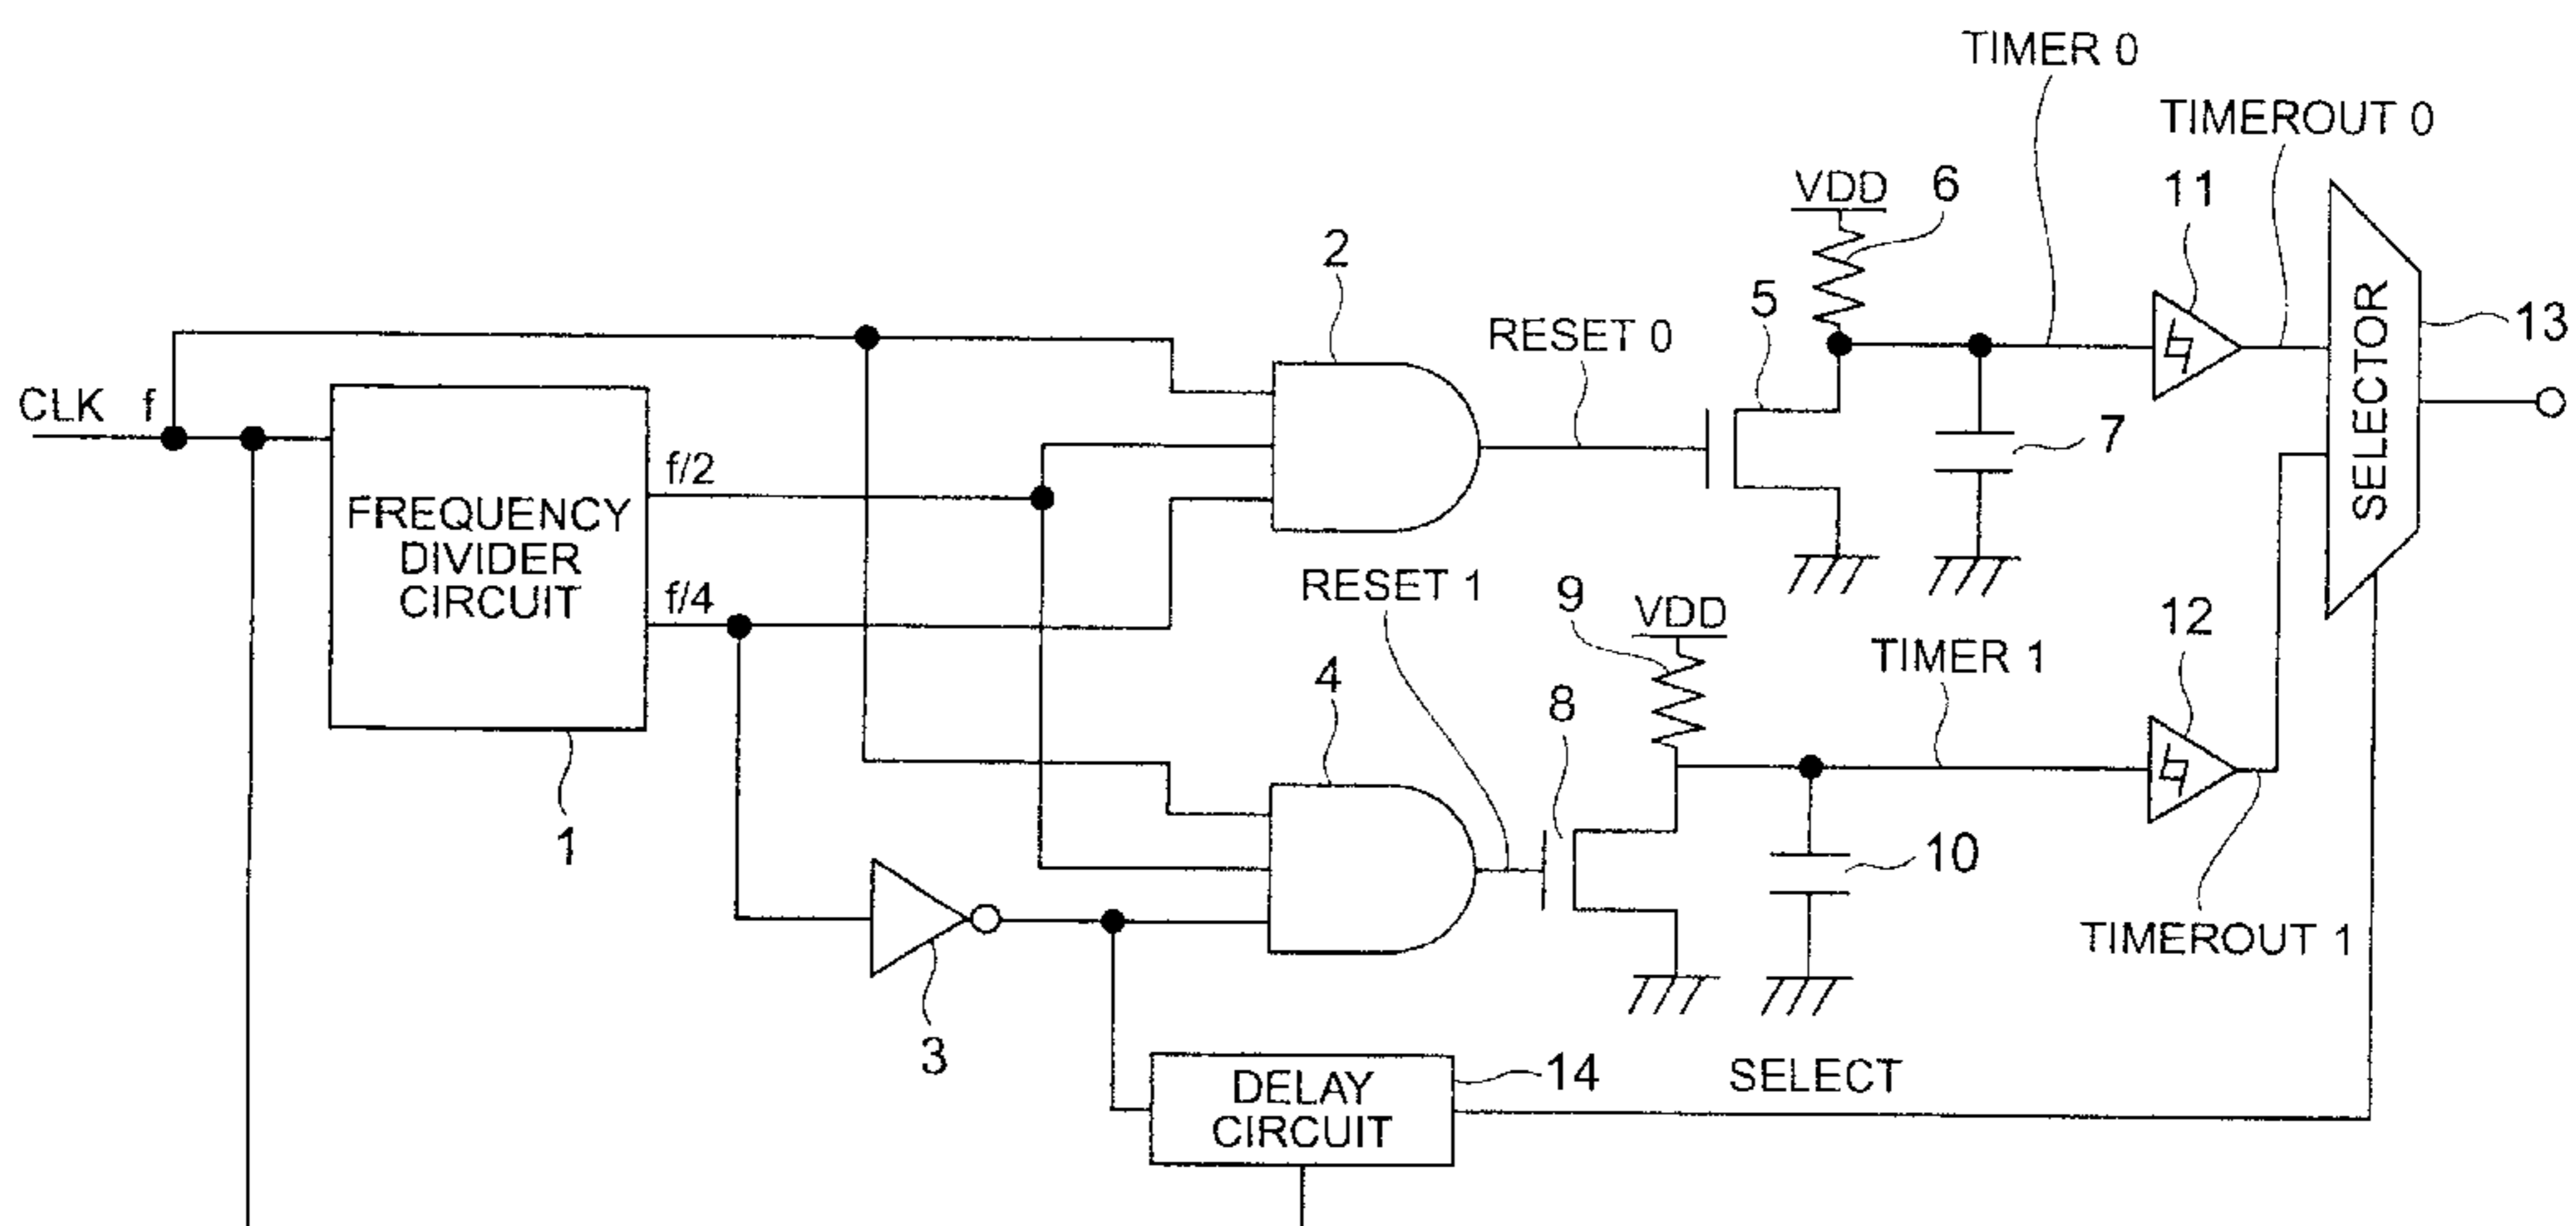 TIMER 0
TIMEROUT 0
VDD
6
11
2
5
RESET 0
13
CLK f
SELECTOR
7
f/2
FREQUENCY
DIVIDER
CIRCUIT
f/4
RESET 1
9
VDD
12
TIMER 1
4
8
1
10
TIMEROUT 1
3
DELAY
CIRCUIT
14
SELECT